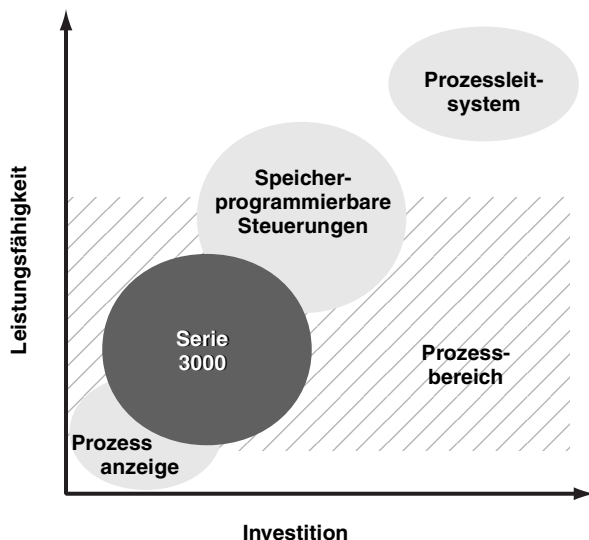 Prozessleit-
system
Speicher-
programmierbare
Steuerungen
Leistungsfähigkeit
Serie
3000
Prozess-
bereich
Prozess
anzeige
Investition